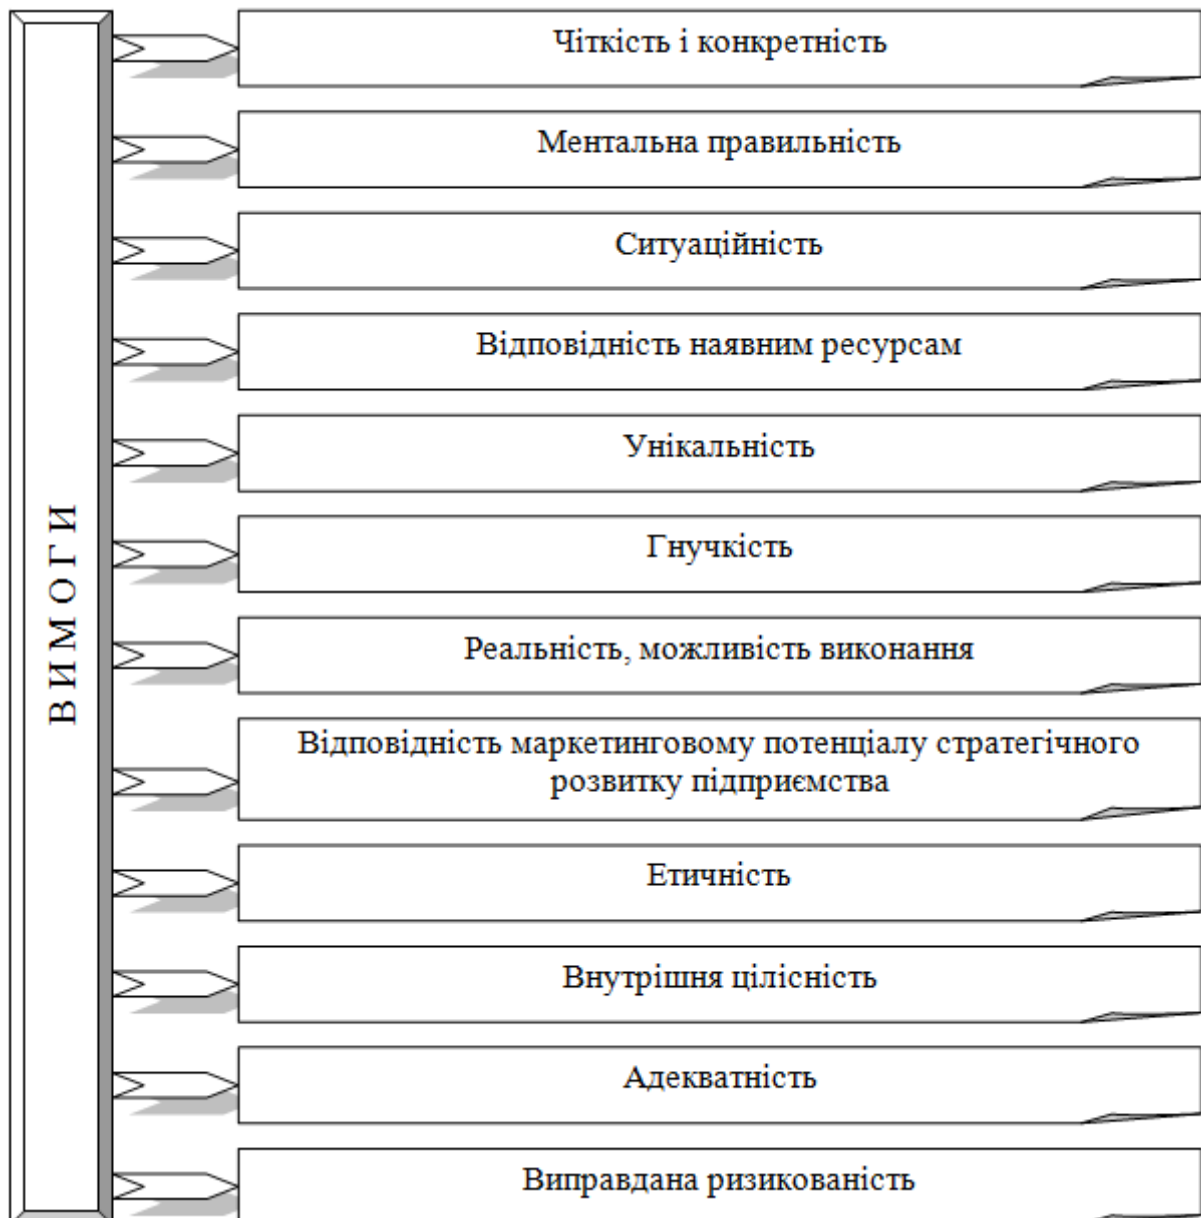 ВИМОГИ
Чіткість і конкретність
Ментальна правильність
Ситуаційність
Відповідність наявним ресурсам
Унікальність
Гнучкість
Реальність, можливість виконання
Відповідність маркетинговому потенціалу стратегічного
розвитку підприємства
Етичність
Внутрішня цілісність
Адекватність
Виправдана ризикованість